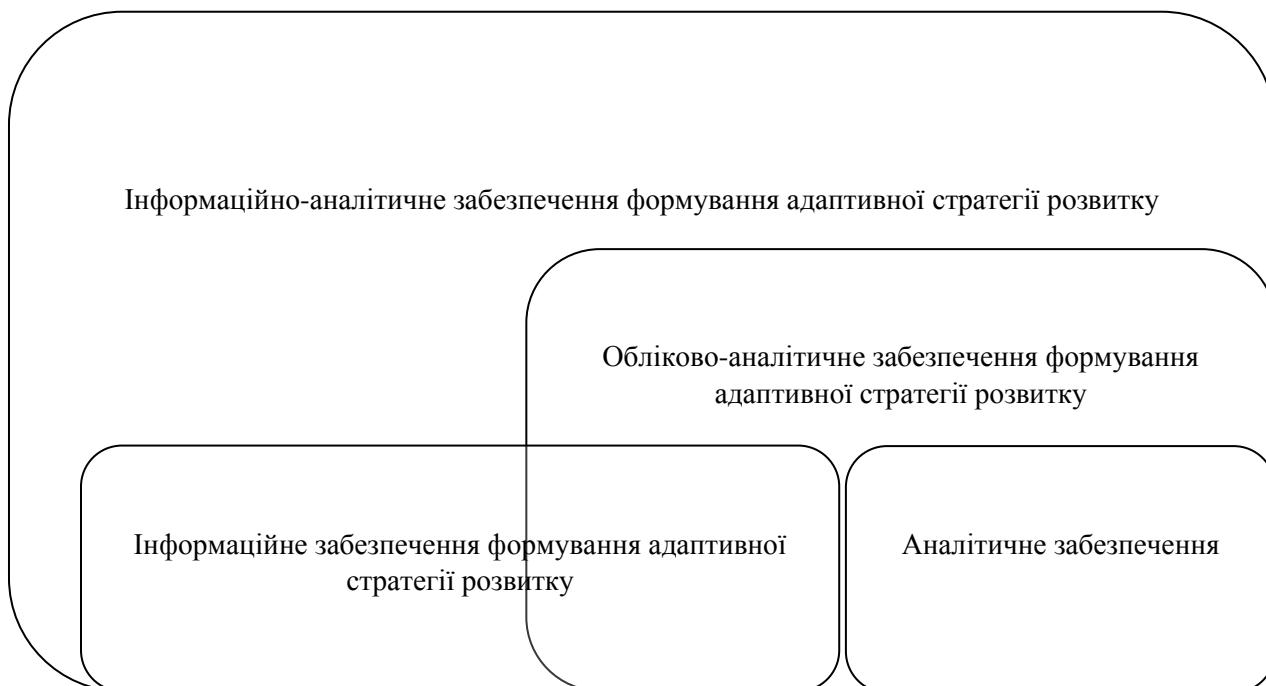 Інформаційно-аналітичне забезпечення формування адаптивної стратегії розвитку
Обліково-аналітичне забезпечення формування
адаптивної стратегії розвитку
Інформаційне забезпечення формування адаптивної
стратегії розвитку
Аналітичне забезпечення